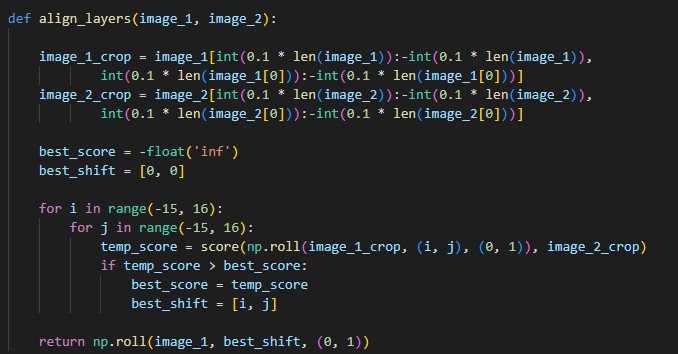 def align_layers(image_1, image_2):
image_1_crop = image_1[int(0.1 * len(image_1)):-int(0.1 * len(image_1)),
int(0.1 * len(image_1[0])):-int(0.1 * len(image_1[0]))]
image_2_crop = image_2[int(0.1 * len(image_2)):-int(0.1 * len(image_2)),
int(0.1 * len(image_2[0])):-int(0.1 * len(image_2[0]))]
best_score = -float('inf')
best_shift = [0, 0]
for i in range(-15, 16):
for j in range(-15, 16):
temp_score = score(np.roll(image_1_crop, (i, j), (0, 1)), image_2_crop)
if temp_score > best_score:
best_score = temp_score
best_shift = [i, j]
return np.roll(image_1, best_shift, (0, 1))